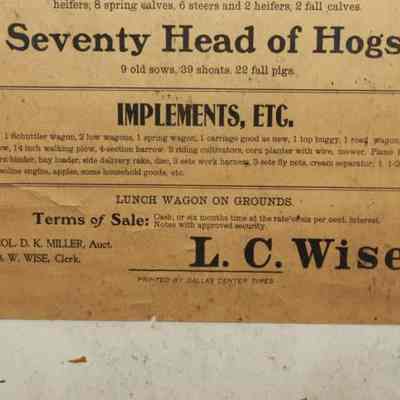 heifers, 8 spring calves, 6 steers and 2 heifers, 2 fall calves.
Seventy Head of Hogs
9 old sows, 39 shoats, 22 fall pigs.
IMPLEMENTS, ETC.
1 Schuttler wagon, 2 low wagons, 1 spring wagon, 1 carriage good as new, 1 top buggy, 1 road wagon,
14 inch walking plow, 4-section harrow, 3 riding cultivators, corn planter with wire, mower, Plano
binder, hay loader, side delivery rake, disc, 3 sets work harness, 3 sets fly nets, cream separator, 1
engines, apples, some household goods, etc.
LUNCH WAGON ON GROUNDS.
Terms of Sale: Cash, or six months time at the rate of six per cent. interest.
Notes with approved security.
COL. D. K. MILLER, Auct.
W. WISE, Clerk.
L. C. Wise
PRINTED BY DALLAS CENTER TIMES